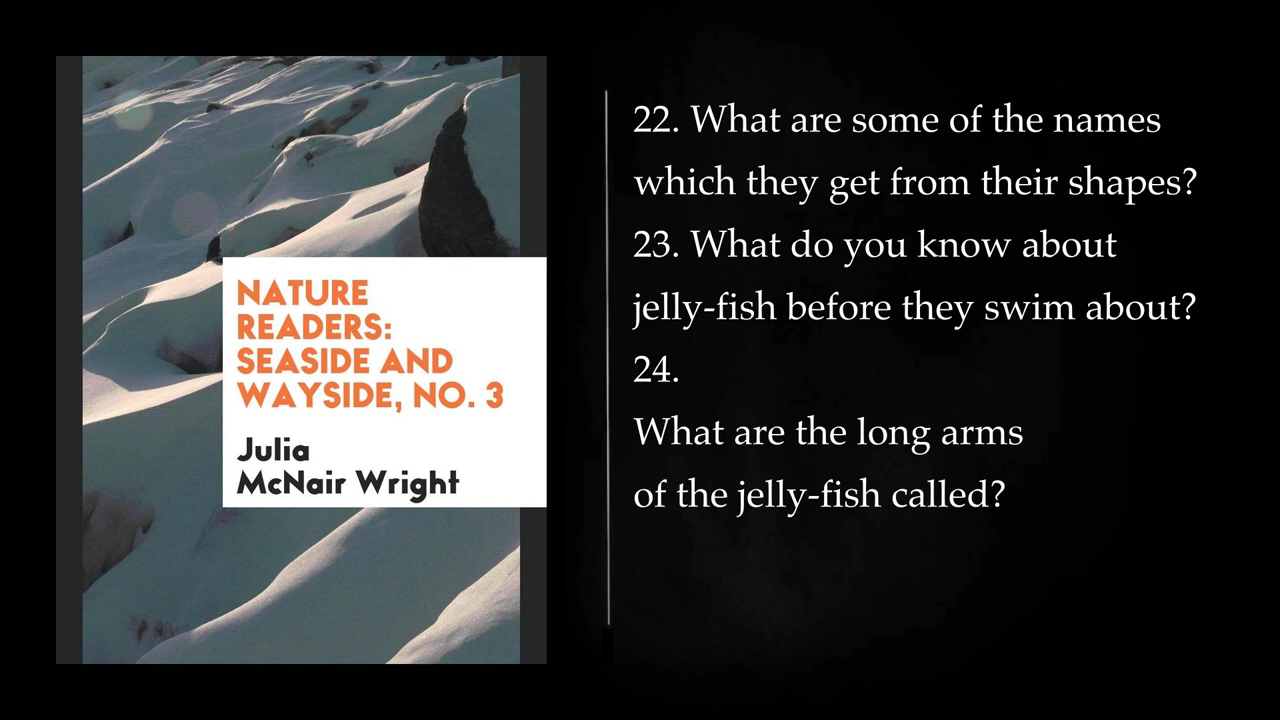 NATURE
READERS:
SEASIDE AND
WAYSIDE, NO. 3
Julia
McNair Wright
22. What are some of the names
which they get from their shapes?
23. What do you know about
jelly-fish before they swim about?
24.
What are the long arms
of the jelly-fish called?